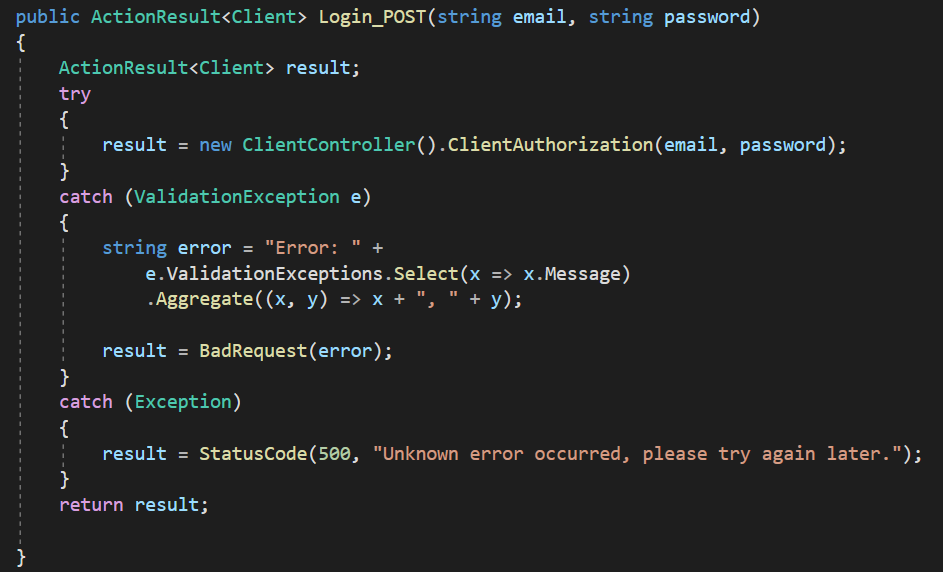 public ActionResult<Client> Login_POST(string email, string password)
{
    ActionResult<Client> result;
    try
    {
        result = new ClientController().ClientAuthorization(email, password);
    }
    catch (ValidationException e)
    {
        string error = "Error: " +
            e.ValidationExceptions.Select(x => x.Message)
            .Aggregate((x, y) => x + ", " + y);

        result = BadRequest(error);
    }
    catch (Exception)
    {
        result = StatusCode(500, "Unknown error occurred, please try again later.");
    }
    return result;

}